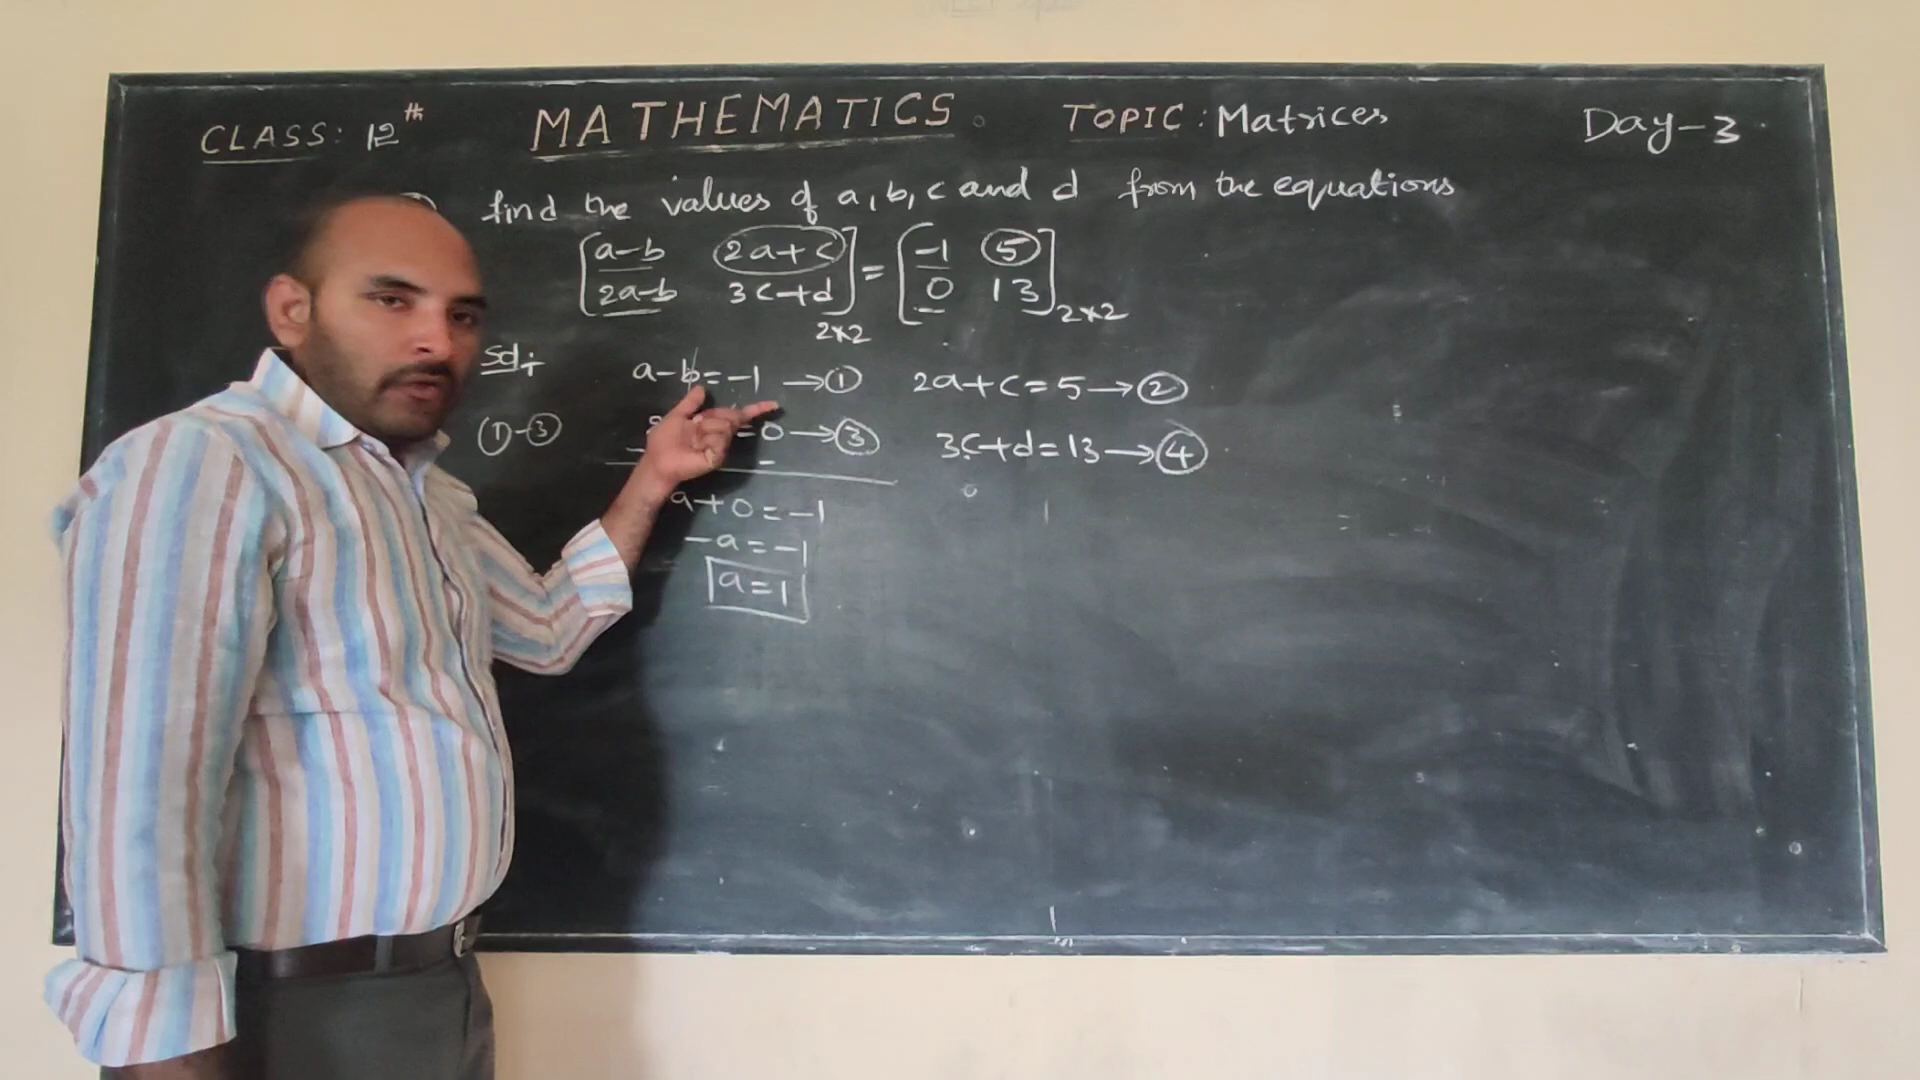 CLASS: 12th MATHEMATICS. TOPIC: Matrices Day-3
find the values of a, b, c and d from the equations
[a-b 2a+c] = [-1 5]
[2a-b 3c+d]2×2 [0 13]2×2
Sol:
a-b=-1 →① 2a+c=5→②
①-③ =0→③ 3c+d=13→④
- -
a+0=-1
-a=-1
a=1